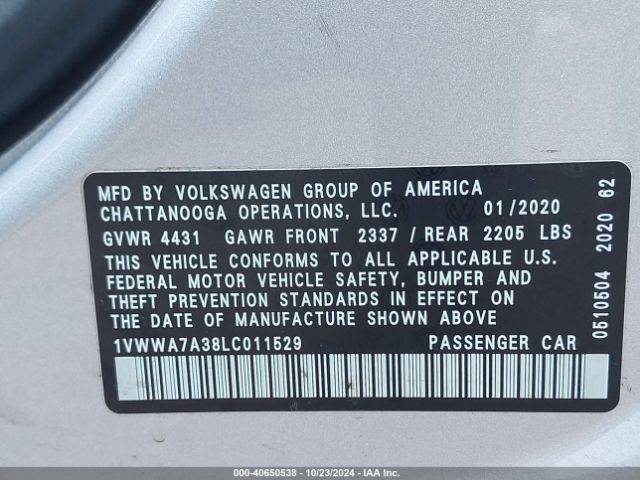 MFD BY VOLKSWAGEN GROUP OF AMERICA
CHATTANOOGA OPERATIONS, LLC. 01/2020
GVWR 4431 GAWR FRONT 2337 / REAR 2205 LBS
THIS VEHICLE CONFORMS TO ALL APPLICABLE U.S.
FEDERAL MOTOR VEHICLE SAFETY, BUMPER AND
THEFT PREVENTION STANDARDS IN EFFECT ON
THE DATE OF MANUFACTURE SHOWN ABOVE
1VWWA7A38LC011529 PASSENGER CAR
0510504 2020 62
000-40650538 - 10/23/2024 - IAA Inc.